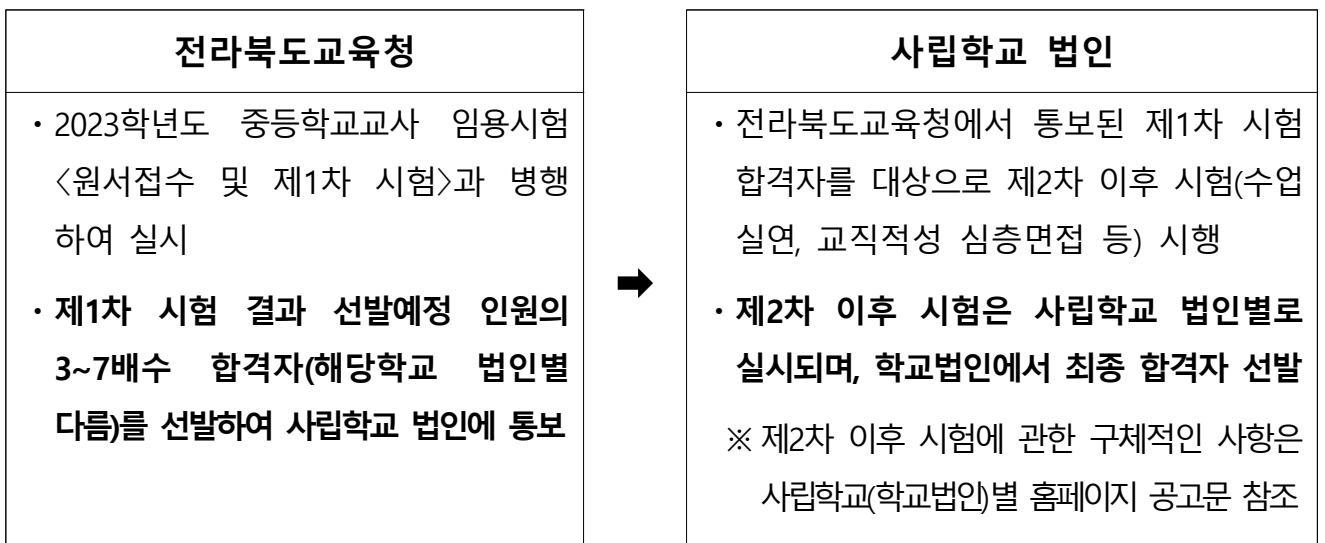 전라북도교육청
・2023학년도 중등학교교사 임용시험
〈원서접수 및 제1차 시험〉과 병행
하여 실시
・제1차 시험 결과 선발예정 인원의
3~7배수 합격자(해당학교 법인별
다름)를 선발하여 사립학교 법인에 통보
➡
사립학교 법인
・전라북도교육청에서 통보된 제1차 시험
합격자를 대상으로 제2차 이후 시험(수업
실연, 교직적성 심층면접 등) 시행
・제2차 이후 시험은 사립학교 법인별로
실시되며, 학교법인에서 최종 합격자 선발
※ 제2차 이후 시험에 관한 구체적인 사항은
사립학교(학교법인)별 홈페이지 공고문 참조